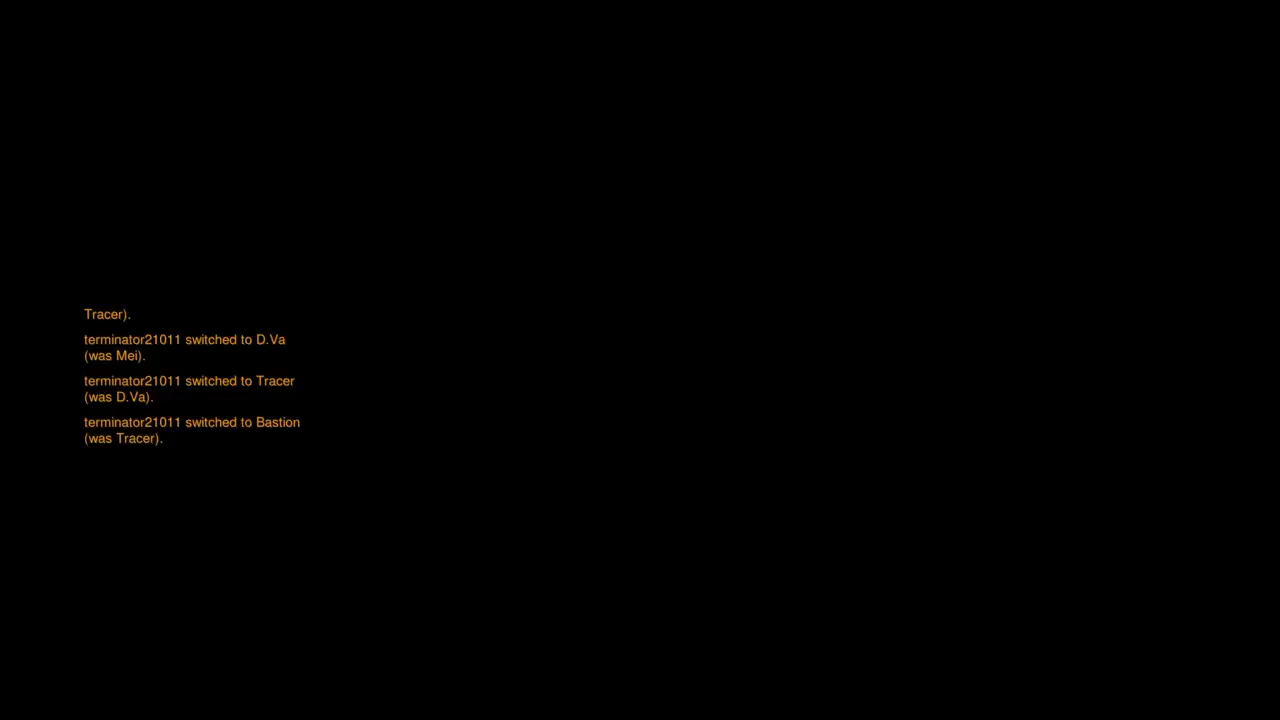 Tracer).
terminator21011 switched to D.Va
(was Mei).
terminator21011 switched to Tracer
(was D.Va).
terminator21011 switched to Bastion
(was Tracer).